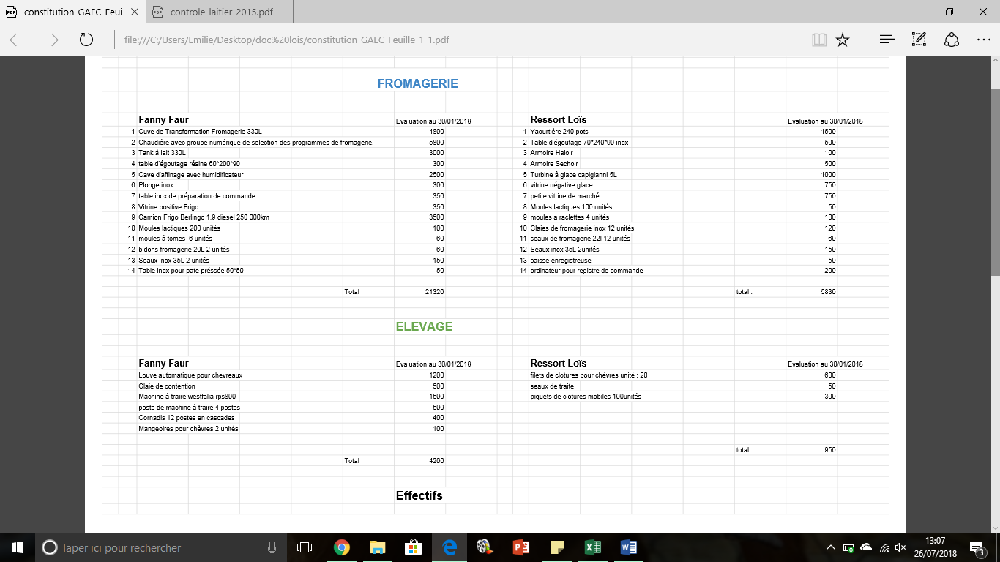 constitution-GAEC-Feui
controle-laitier-2015.pdf
file:///C:/Users/Emilie/Desktop/doc%20lois/constitution-GAEC-Feuille-1-1.pdf
FROMAGERIE
Fanny Faur Evaluation au 30/01/2018 Ressort Loïs Evaluation au 30/01/2018
1 Cuve de Transformation Fromagerie 330L 4800 1 Yaourtière 240 pots 1500
2 Chaudière avec groupe numérique de selection des programmes de fromagerie. 5800 2 Table d'égoutage 70*240*90 inox 500
3 Tank à lait 330L 3000 3 Armoire Haloir 100
4 table d'égoutage résine 60*200*90 300 4 Armoire Sechoir 500
5 Cave d'affinage avec humidificateur 2500 5 Turbine à glace capigianni 5L 1000
6 Plonge inox 300 6 vitrine négative glace. 750
7 table inox de préparation de commande 350 7 petite vitrine de marché 750
8 Vitrine positive Frigo 350 8 Moules lactiques 100 unités 50
9 Camion Frigo Berlingo 1.9 diesel 250 000km 3500 9 moules à raclettes 4 unités 100
10 Moules lactiques 200 unités 100 10 Claies de fromagerie inox 12 unités 120
11 moules à tomes 6 unités 60 11 seaux de fromagerie 22l 12 unités 60
12 bidons fromagerie 20L 2 unités 60 12 Seaux inox 35L 2unités 150
13 Seaux inox 35L 2 unités 150 13 caisse enregistreuse 50
14 Table inox pour pate préssée 50*50 50 14 ordinateur pour registre de commande 200
Total : 21320 total : 5830
ELEVAGE
Fanny Faur Evaluation au 30/01/2018 Ressort Loïs Evaluation au 30/01/2018
Louve automatique pour chevreaux 1200 filets de clotures pour chèvres unité : 20 600
Claie de contention 500 seaux de traite 50
Machine à traire westfalia rps800 1500 piquets de clotures mobiles 100unités 300
poste de machine à traire 4 postes 500
Cornadis 12 postes en cascades 400
Mangeoires pour chèvres 2 unités 100
total : 950
Total : 4200
Effectifs
Taper ici pour rechercher
13:07
26/07/2018
3